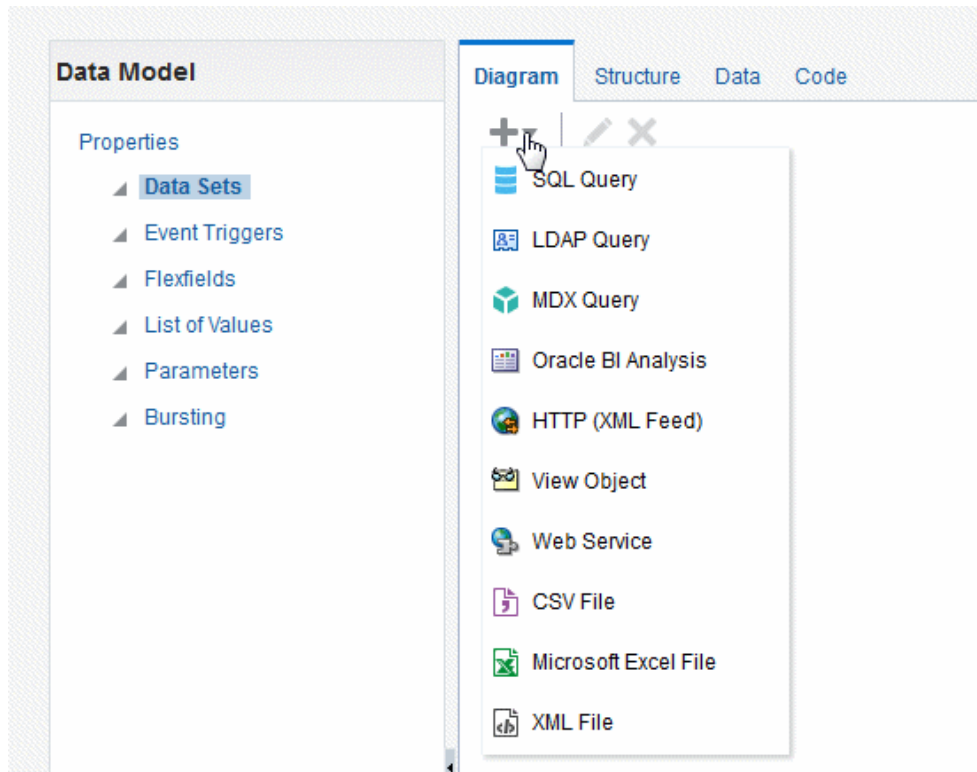 Data Model
Properties
Data Sets
Event Triggers
Flexfields
List of Values
Parameters
Bursting
Diagram Structure Data Code
SQL Query
LDAP Query
MDX Query
Oracle BI Analysis
HTTP (XML Feed)
View Object
Web Service
CSV File
Microsoft Excel File
XML File